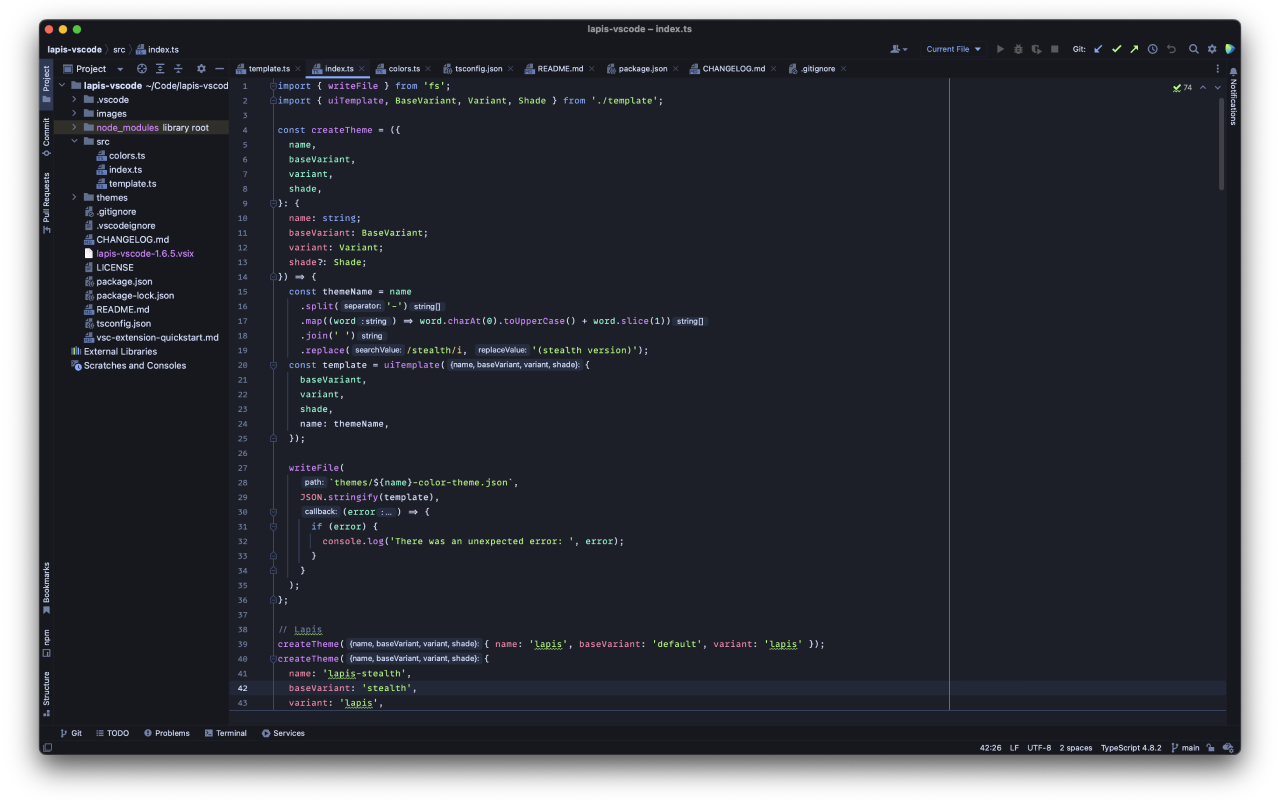 lapis-vscode – index.ts
lapis-vscode src index.ts
Current File Git:
Project
template.ts index.ts colors.ts tsconfig.json README.md package.json CHANGELOG.md .gitignore
Project
Commit
Pull Requests
Bookmarks
npm
Structure
Notifications
lapis-vscode ~/Code/lapis-vscod
.vscode
images
node_modules library root
src
colors.ts
index.ts
template.ts
themes
.gitignore
.vscodeignore
CHANGELOG.md
lapis-vscode-1.6.5.vsix
LICENSE
package.json
package-lock.json
README.md
tsconfig.json
vsc-extension-quickstart.md
External Libraries
Scratches and Consoles
74
1 import { writeFile } from 'fs';
2 import { uiTemplate, BaseVariant, Variant, Shade } from './template';
3
4 const createTheme = ({
5 name,
6 baseVariant,
7 variant,
8 shade,
9 }: {
10 name: string;
11 baseVariant: BaseVariant;
12 variant: Variant;
13 shade?: Shade;
14 }) ⇒ {
15 const themeName = name
16 .split( separator: '-') string[]
17 .map((word : string ) ⇒ word.charAt(0).toUpperCase() + word.slice(1)) string[]
18 .join(' ') string
19 .replace( searchValue: /stealth/i, replaceValue: '(stealth version)');
20 const template = uiTemplate( {name, baseVariant, variant, shade}: {
21 baseVariant,
22 variant,
23 shade,
24 name: themeName,
25 });
26
27 writeFile(
28 path: `themes/${name}-color-theme.json`,
29 JSON.stringify(template),
30 callback: (error : ... ) ⇒ {
31 if (error) {
32 console.log('There was an unexpected error: ', error);
33 }
34 }
35 );
36 };
37
38 // Lapis
39 createTheme( {name, baseVariant, variant, shade}: { name: 'lapis', baseVariant: 'default', variant: 'lapis' });
40 createTheme( {name, baseVariant, variant, shade}: {
41 name: 'lapis-stealth',
42 baseVariant: 'stealth',
43 variant: 'lapis',
Git TODO Problems Terminal Services
42:26 LF UTF-8 2 spaces TypeScript 4.8.2 main